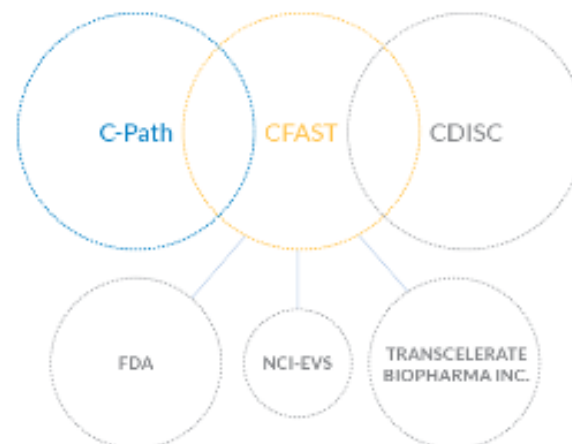 C-Path
CFAST
CDISC
FDA
NCI-EVS
TRANSCELERATE
BIOPHARMA INC.